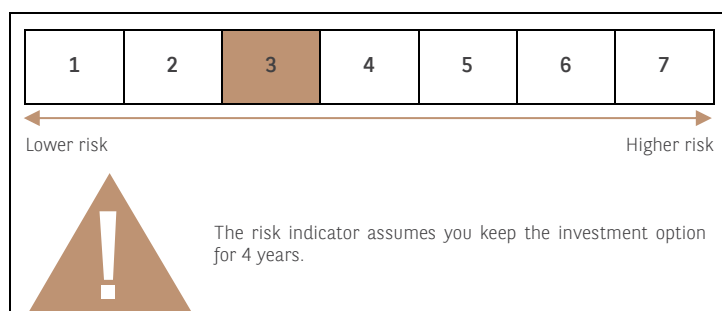 1 2 3 4 5 6 7
Lower risk Higher risk
!
The risk indicator assumes you keep the investment option
for 4 years.